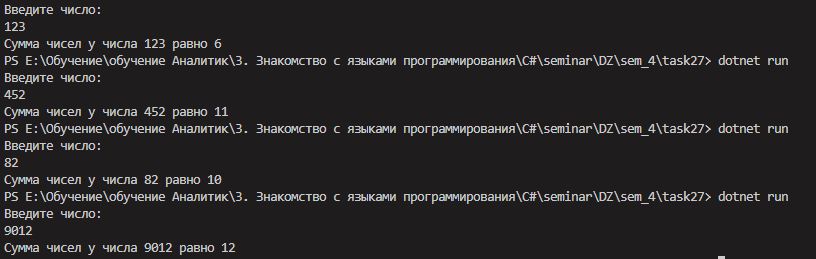 Введите число:
123
Сумма чисел у числа 123 равно 6
PS E:\Обучение\обучение Аналитик\3. Знакомство с языками программирования\C#\seminar\DZ\sem_4\task27> dotnet run
Введите число:
452
Сумма чисел у числа 452 равно 11
PS E:\Обучение\обучение Аналитик\3. Знакомство с языками программирования\C#\seminar\DZ\sem_4\task27> dotnet run
Введите число:
82
Сумма чисел у числа 82 равно 10
PS E:\Обучение\обучение Аналитик\3. Знакомство с языками программирования\C#\seminar\DZ\sem_4\task27> dotnet run
Введите число:
9012
Сумма чисел у числа 9012 равно 12